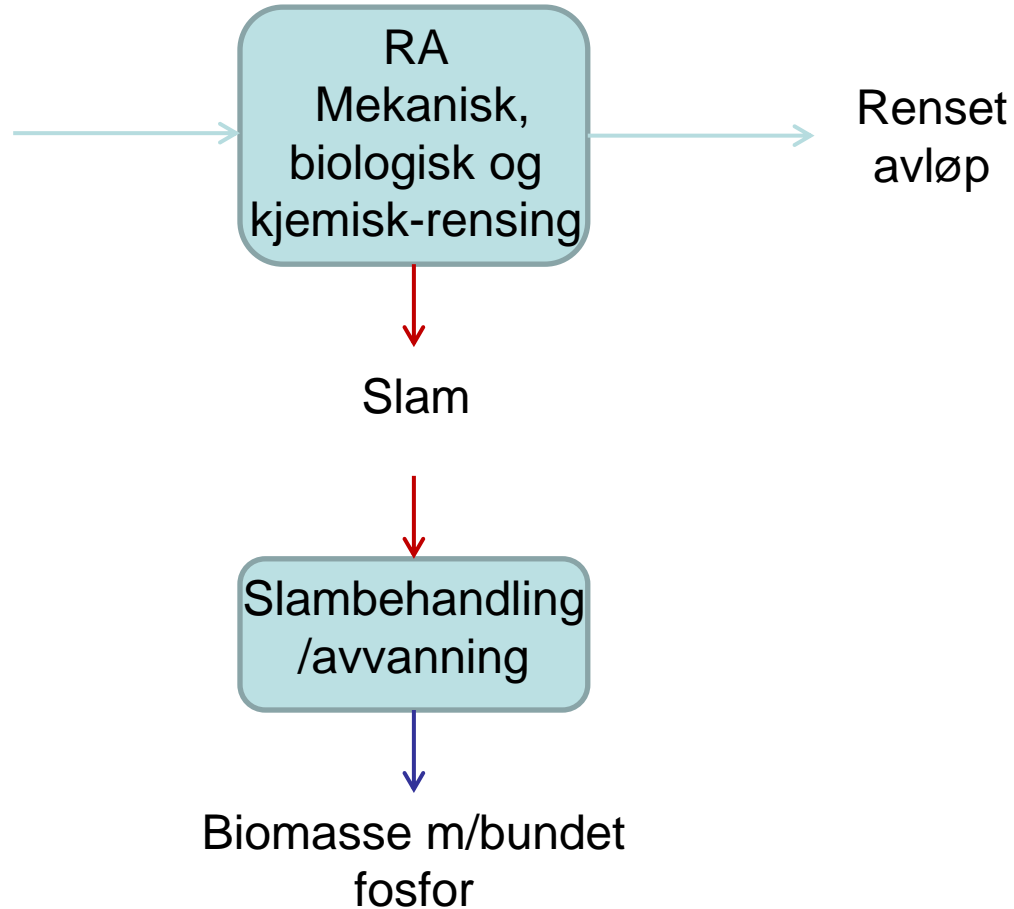 RA
Mekanisk,
biologisk og
kjemisk-rensing
Renset
avløp
Slam
Slambehandling
/avvanning
Biomasse m/bundet
fosfor